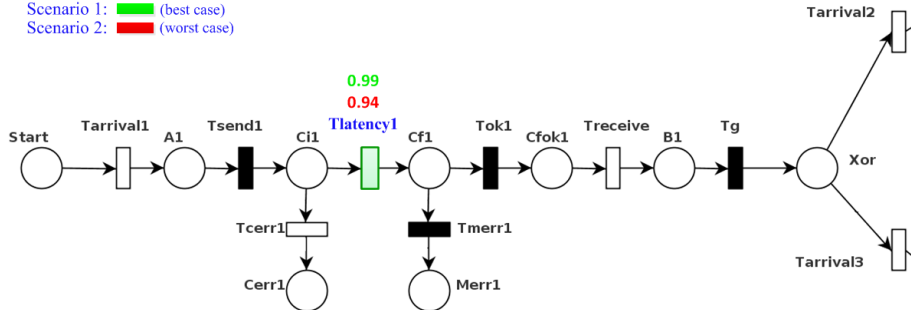 Scenario 1: (best case)
Scenario 2: (worst case)
Tarrival2
0.99
0.94
Tlatency1
Start
Tarrival1
A1
Tsend1
Ci1
Cf1
Tok1
Cfok1
Treceive
B1
Tg
Xor
Tcerr1
Tmerr1
Tarrival3
Cerr1
Merr1